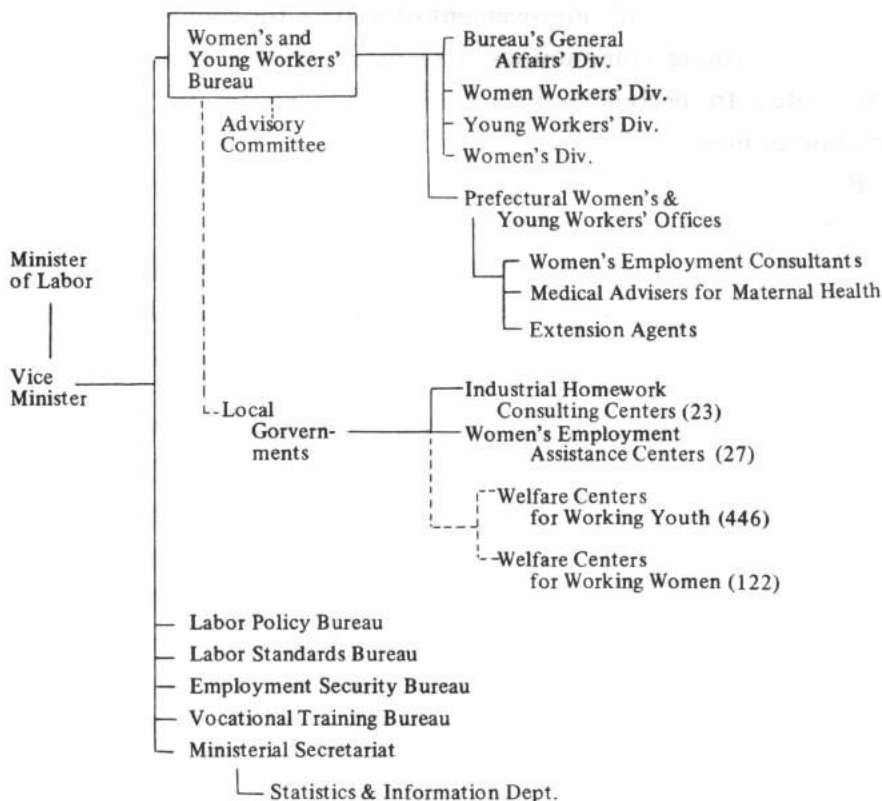 Women's and
Young Workers'
Bureau
Advisory
Committee
Bureau's General
Affairs' Div.
Women Workers' Div.
Young Workers' Div.
Women's Div.
Prefectural Women's &
Young Workers' Offices
Women's Employment Consultants
Medical Advisers for Maternal Health
Extension Agents
Minister
of Labor
Vice
Minister
Local
Gorvern-
ments
Industrial Homework
Consulting Centers (23)
Women's Employment
Assistance Centers (27)
Welfare Centers
for Working Youth (446)
Welfare Centers
for Working Women (122)
Labor Policy Bureau
Labor Standards Bureau
Employment Security Bureau
Vocational Training Bureau
Ministerial Secretariat
Statistics & Information Dept.